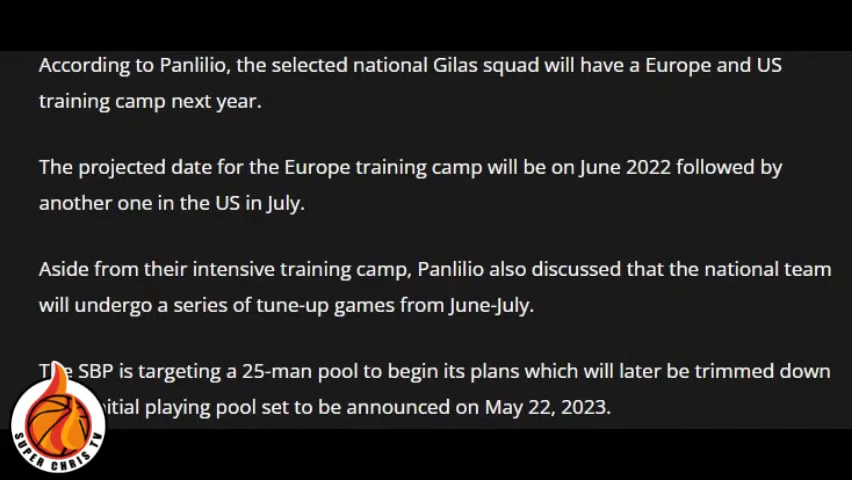 According to Panlilio, the selected national Gilas squad will have a Europe and US
training camp next year.
The projected date for the Europe training camp will be on June 2022 followed by
another one in the US in July.
Aside from their intensive training camp, Panlilio also discussed that the national team
will undergo a series of tune-up games from June-July.
The SBP is targeting a 25-man pool to begin its plans which will later be trimmed down
playing pool set to be announced on May 22, 2023.
SUPER CHRIS TV